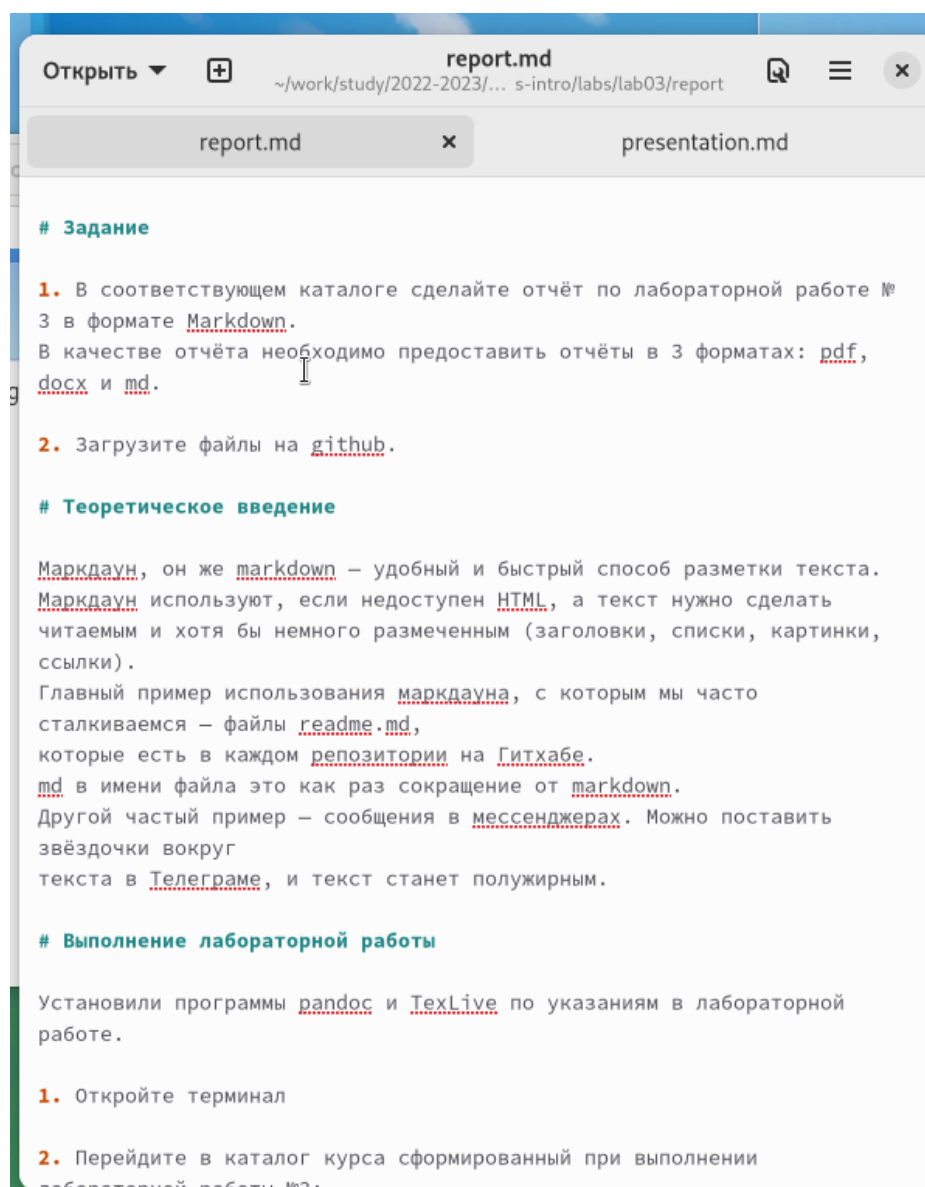 Открыть
report.md
~/work/study/2022-2023/... s-intro/labs/lab03/report
report.md
presentation.md
# Задание
1. В соответствующем каталоге сделайте отчёт по лабораторной работе №
3 в формате Markdown.
В качестве отчёта необходимо предоставить отчёты в 3 форматах: pdf,
docx и md.
2. Загрузите файлы на github.
# Теоретическое введение
Маркдаун, он же markdown — удобный и быстрый способ разметки текста.
Маркдаун используют, если недоступен HTML, а текст нужно сделать
читаемым и хотя бы немного размеченным (заголовки, списки, картинки,
ссылки).
Главный пример использования маркдауна, с которым мы часто
сталкиваемся — файлы readme.md,
которые есть в каждом репозитории на Гитхабе.
md в имени файла это как раз сокращение от markdown.
Другой частый пример — сообщения в мессенджерах. Можно поставить
звёздочки вокруг
текста в Телеграме, и текст станет полужирным.
# Выполнение лабораторной работы
Установили программы pandoc и TexLive по указаниям в лабораторной
работе.
1. Откройте терминал
2. Перейдите в каталог курса сформированный при выполнении
лабораторной работы №2: